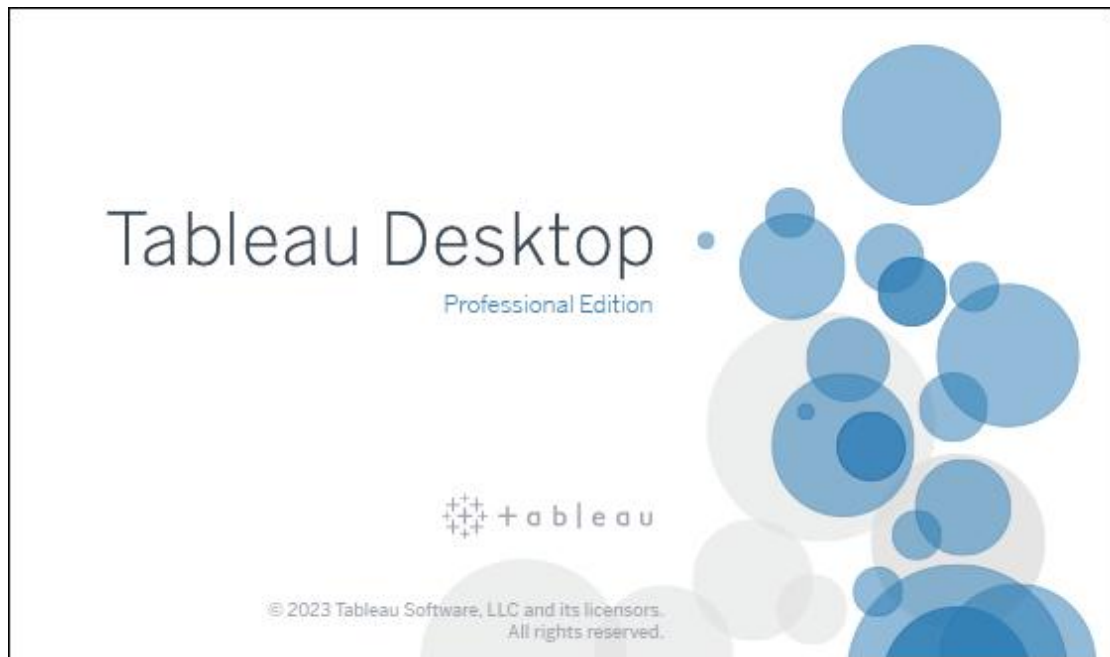 Tableau Desktop
Professional Edition
+ a b l e a u
© 2023 Tableau Software, LLC and its licensors.
All rights reserved.